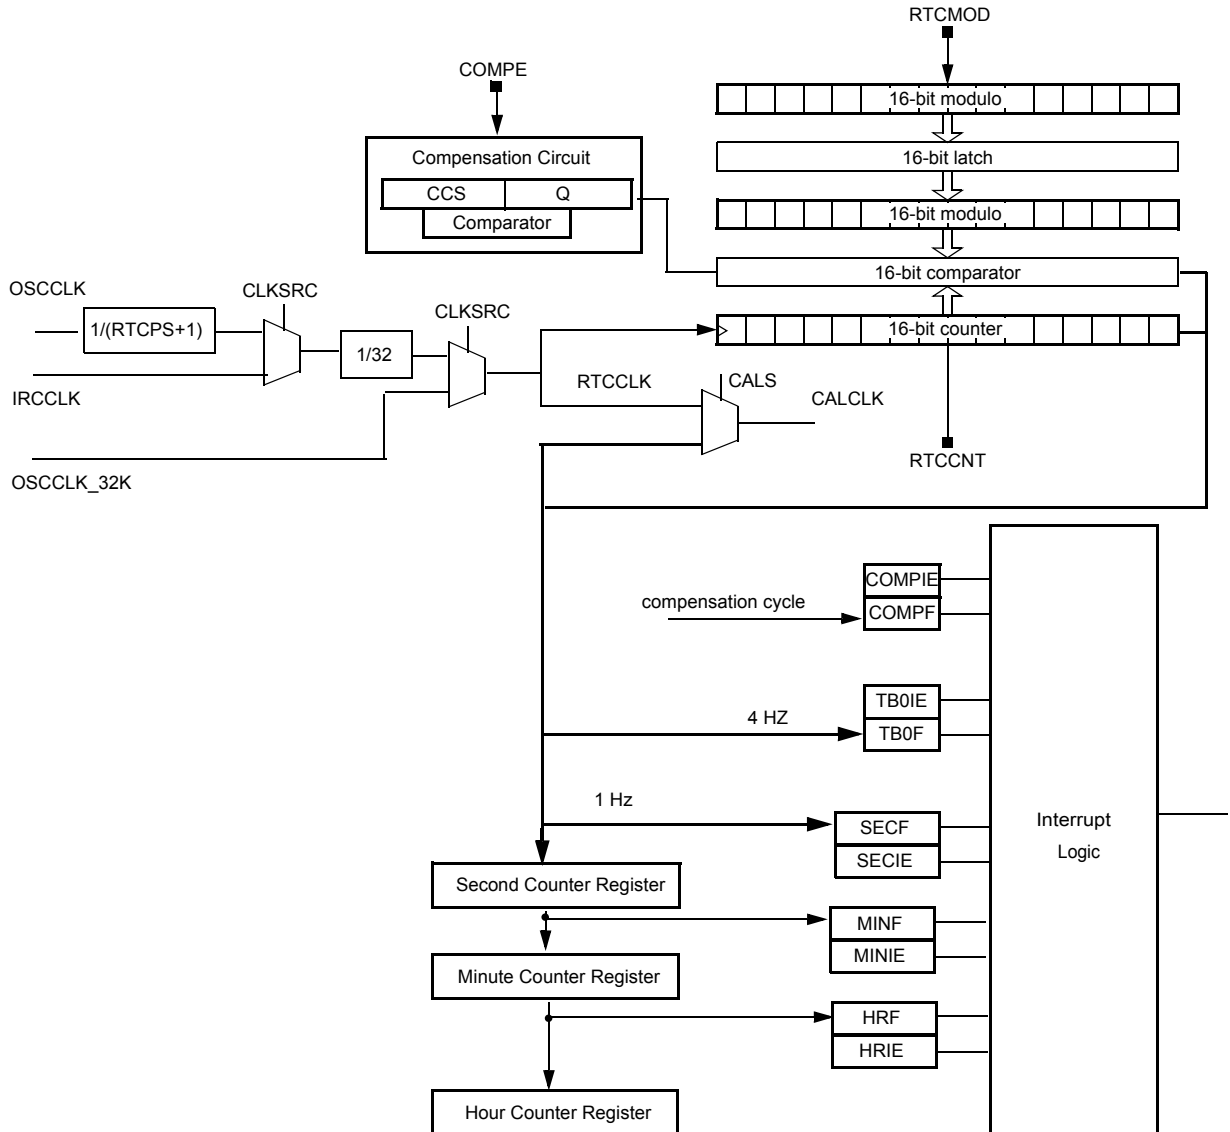 RTCMOD
COMPE
16-bit modulo
Compensation Circuit
16-bit latch
CCS
Q
Comparator
16-bit modulo
16-bit comparator
OSCCLK
CLKSRC
CLKSRC
1/(RTCPS+1)
16-bit counter
1/32
RTCCLK
CALS
IRCCLK
CALCLK
RTCCNT
OSCCLK_32K
COMPIE
compensation cycle
COMPF
TB0IE
4 HZ
TB0F
1 Hz
SECF
Interrupt
Logic
SECIE
Second Counter Register
MINF
MINIE
Minute Counter Register
HRF
HRIE
Hour Counter Register